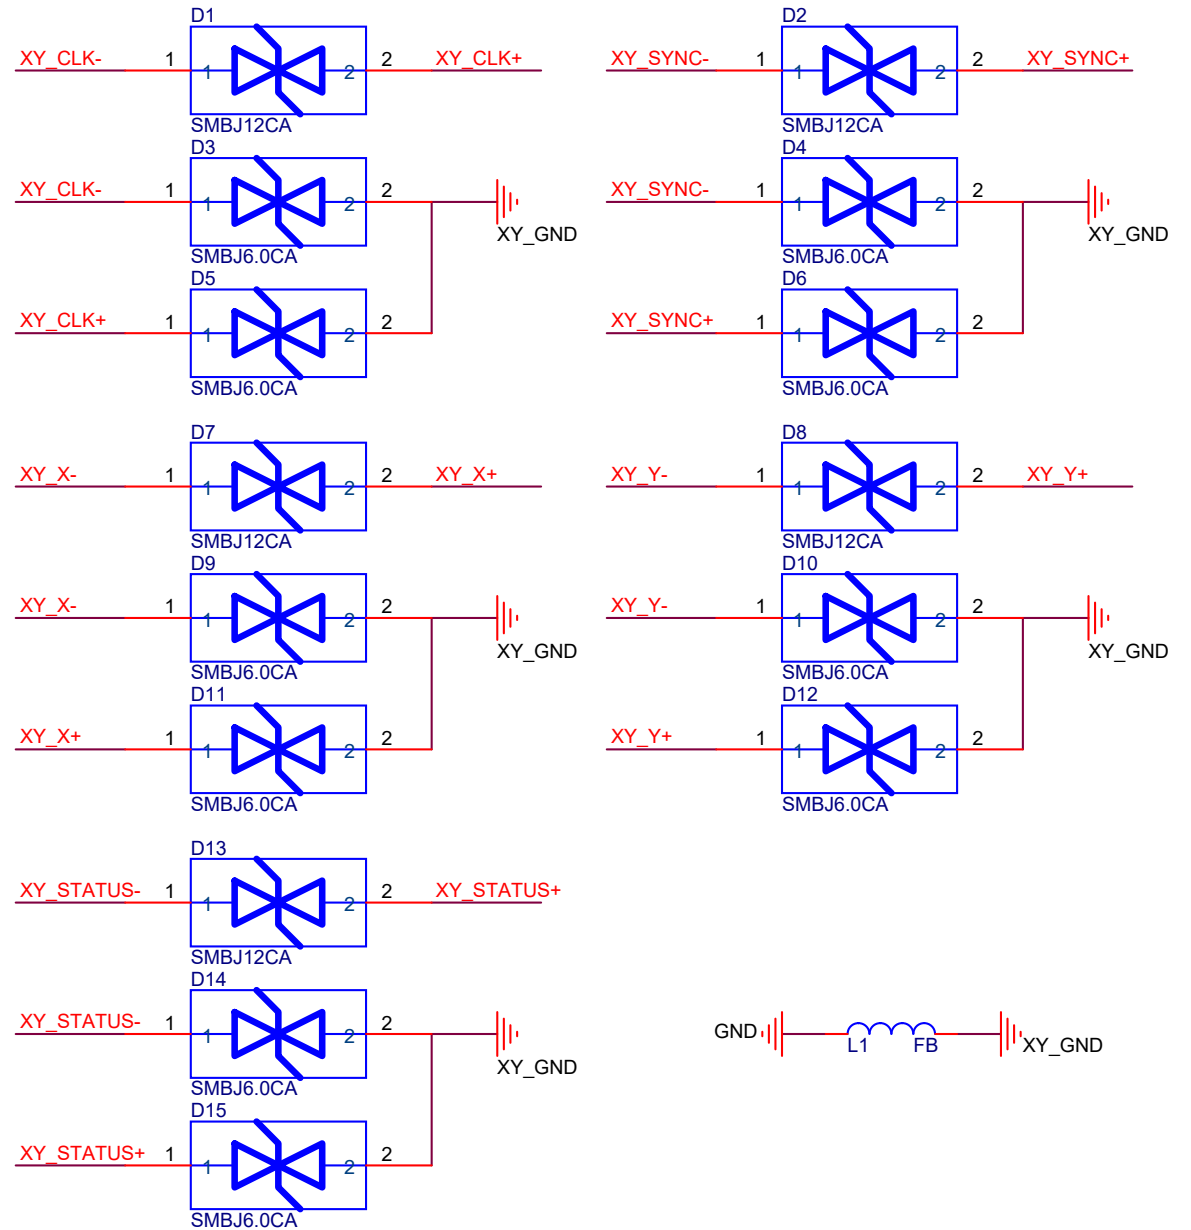 D1
XY_CLK- 1 1 2 2 XY_CLK+
SMBJ12CA
D3
XY_CLK- 1 1 2 2
XY_GND
SMBJ6.0CA
D5
XY_CLK+ 1 1 2 2
SMBJ6.0CA
D2
XY_SYNC- 1 1 2 2 XY_SYNC+
SMBJ12CA
D4
XY_SYNC- 1 1 2 2
XY_GND
SMBJ6.0CA
D6
XY_SYNC+ 1 1 2 2
SMBJ6.0CA
D7
XY_X- 1 1 2 2 XY_X+
SMBJ12CA
D9
XY_X- 1 1 2 2
XY_GND
SMBJ6.0CA
D11
XY_X+ 1 1 2 2
SMBJ6.0CA
D8
XY_Y- 1 1 2 2 XY_Y+
SMBJ12CA
D10
XY_Y- 1 1 2 2
XY_GND
SMBJ6.0CA
D12
XY_Y+ 1 1 2 2
SMBJ6.0CA
D13
XY_STATUS- 1 1 2 2 XY_STATUS+
SMBJ12CA
D14
XY_STATUS- 1 1 2 2
XY_GND
SMBJ6.0CA
D15
XY_STATUS+ 1 1 2 2
SMBJ6.0CA
GND
L1 FB XY_GND